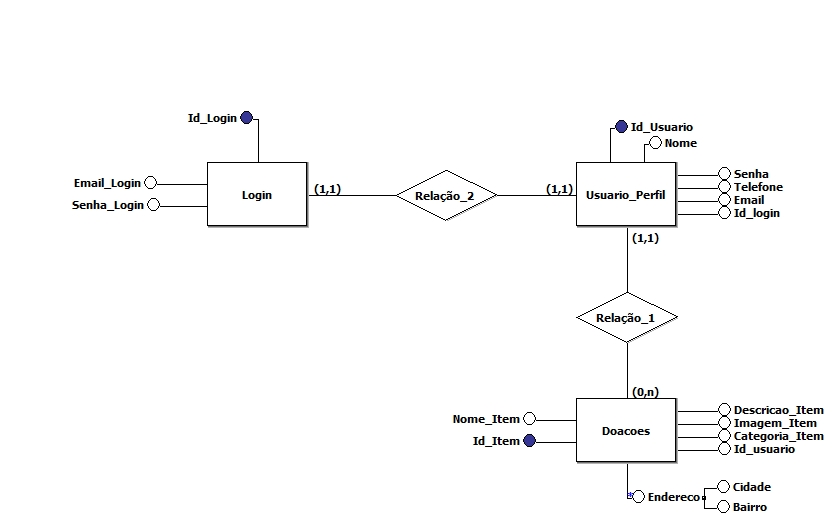 Id_Login
Id_Usuario
Nome
Email_Login
Senha_Login
Login
(1,1)
Relação_2
(1,1)
Usuario_Perfil
Senha
Telefone
Email
Id_login
(1,1)
Relação_1
(0,n)
Nome_Item
Id_Item
Doacoes
Descricao_Item
Imagem_Item
Categoria_Item
Id_usuario
Endereco
Cidade
Bairro